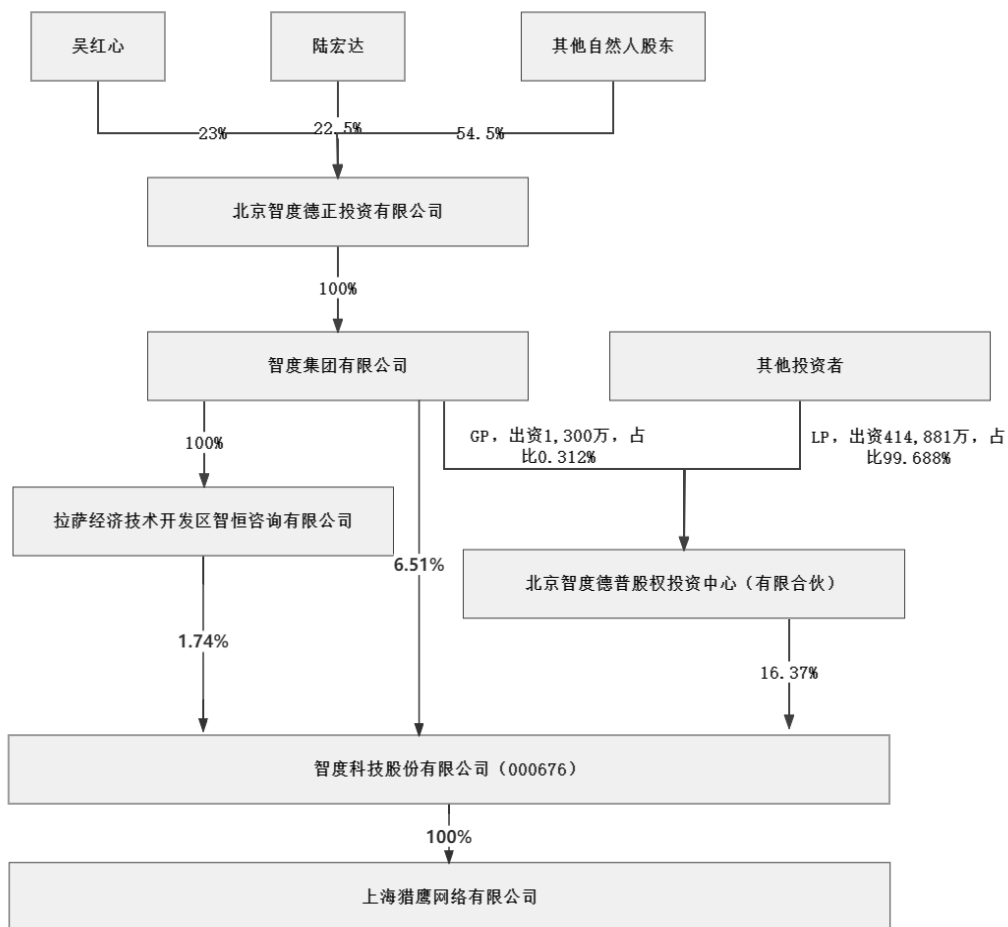 吴红心
陆宏达
其他自然人股东
23%
22.5%
54.5%
北京智度德正投资有限公司
100%
智度集团有限公司
其他投资者
100%
GP，出资1,300万，占
比0.312%
LP，出资414,881万，占
比99.688%
拉萨经济技术开发区智恒咨询有限公司
6.51%
北京智度德普股权投资中心（有限合伙）
1.74%
16.37%
智度科技股份有限公司（000676）
100%
上海猎鹰网络有限公司